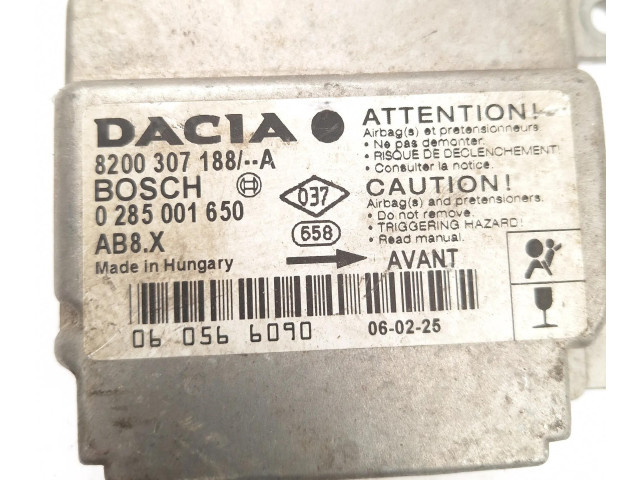 DACIA
8200 307 188/--A
BOSCH
0 285 001 650
AB8.X
Made in Hungary
037
558
AVANT
ATTENTION!
Airbag(s) et pretensionneurs
• Ne pas demonter.
• RISQUE DE DECLENCHEMENT!
• Consulter la notice.
CAUTION!
Airbag(s) and pretensioners.
• Do not remove.
• TRIGGERING HAZARD!
• Read manual.
06 056 6090
06-02-25